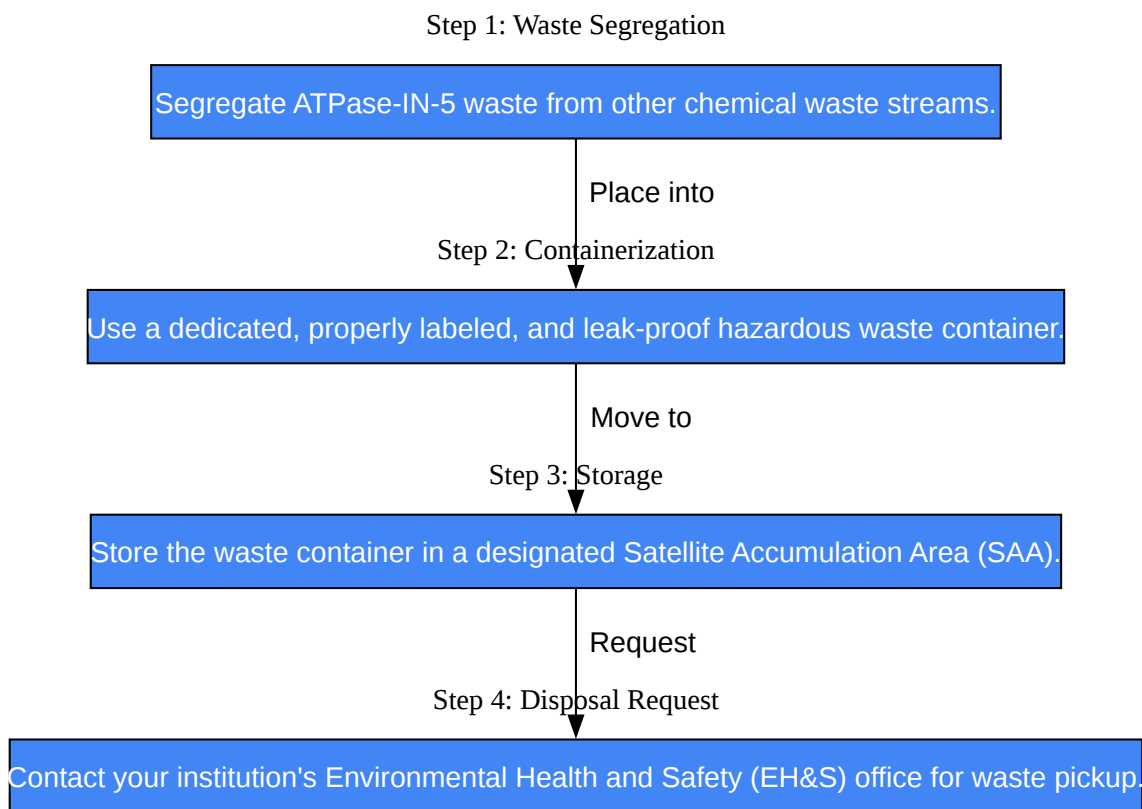 Step 1: Waste Segregation
Segregate ATPase-IN-5 waste from other chemical waste streams.
Place into
Step 2: Containerization
Use a dedicated, properly labeled, and leak-proof hazardous waste container.
Move to
Step 3: Storage
Store the waste container in a designated Satellite Accumulation Area (SAA).
Request
Step 4: Disposal Request
Contact your institution's Environmental Health and Safety (EH&S) office for waste pickup.